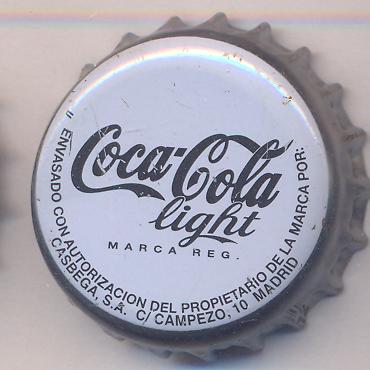 Coca-Cola
light
MARCA REG.
ENVASADO CON AUTORIZACION DEL PROPIETARIO DE LA MARCA POR:
CASBEGA, S.A. C/ CAMPEZO, 10 MADRID